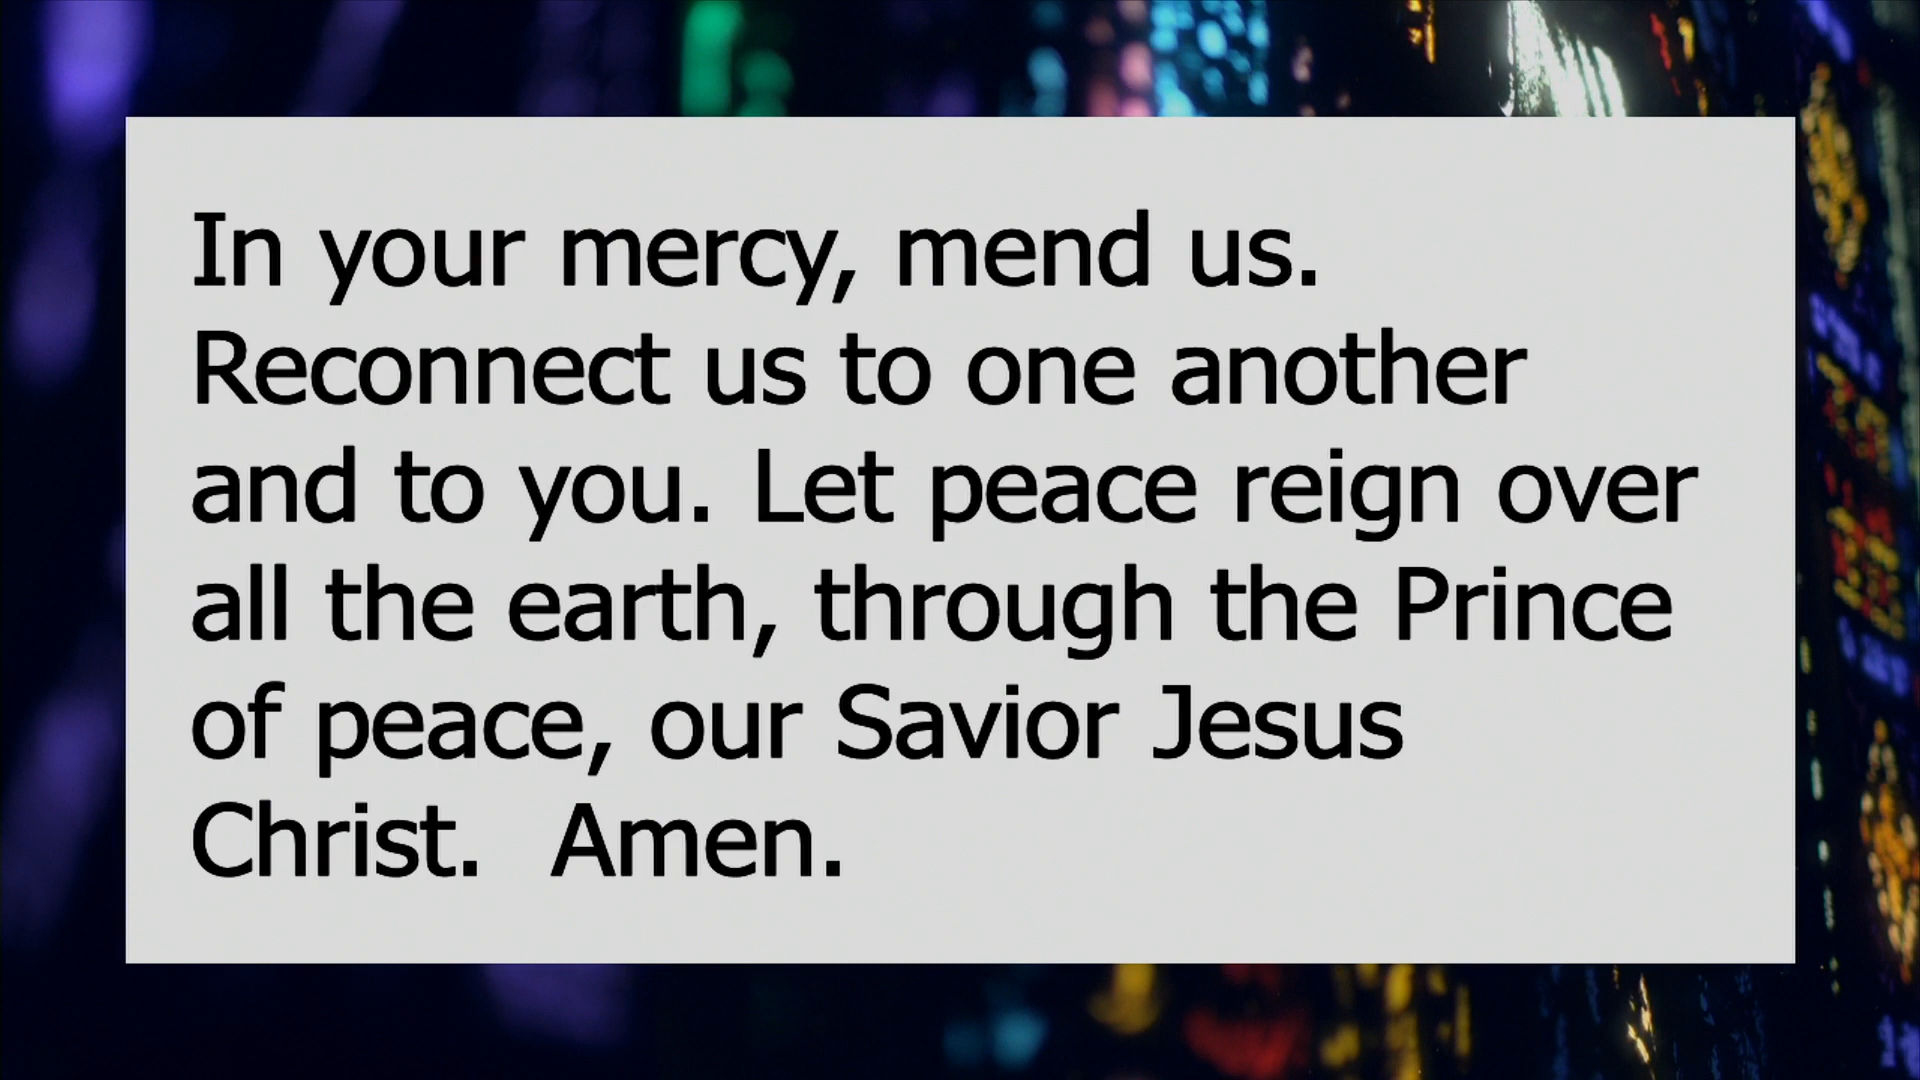 In your mercy, mend us.
Reconnect us to one another
and to you. Let peace reign over
all the earth, through the Prince
of peace, our Savior Jesus
Christ.  Amen.